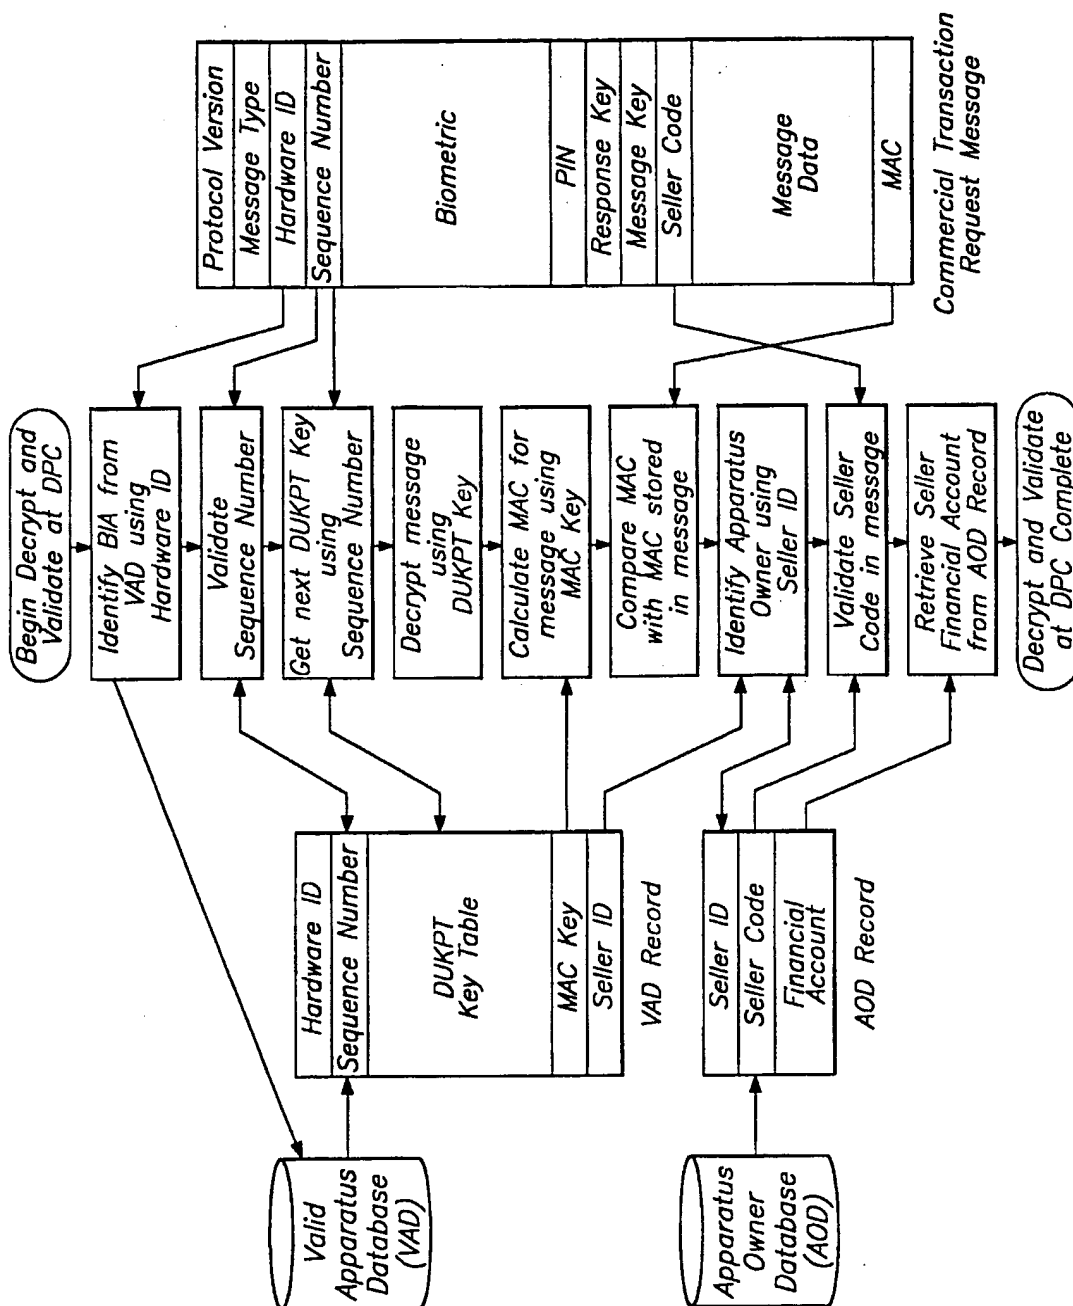 Begin Decrypt and
Validate at DPC
Identify BIA from
VAD using
Hardware ID
Validate
Sequence Number
Get next DUKPT Key
using
Sequence Number
Decrypt message
using
DUKPT Key
Calculate MAC for
message using
MAC Key
Compare MAC
with MAC stored
in message
Identify Apparatus
Owner using
Seller ID
Validate Seller
Code in message
Retrieve Seller
Financial Account
from AOD Record
Decrypt and Validate
at DPC Complete
Protocol Version
Message Type
Hardware ID
Sequence Number
Biometric
PIN
Response Key
Message Key
Seller Code
Message
Data
MAC
Commercial Transaction
Request Message
Hardware ID
Sequence Number
DUKPT
Key Table
MAC Key
Seller ID
VAD Record
Seller ID
Seller Code
Financial
Account
AOD Record
Valid
Apparatus
Database
(VAD)
Apparatus
Owner
Database
(AOD)